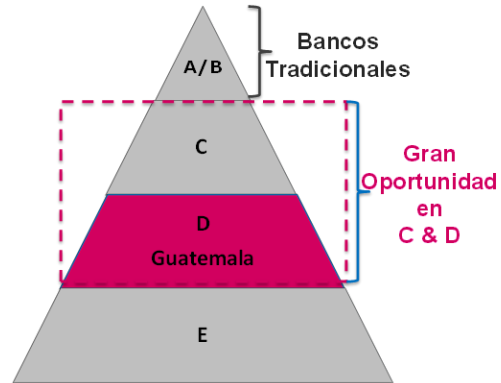 A/B
Bancos
Tradicionales
C
D
Guatemala
Gran
Oportunidad
en
C & D
E